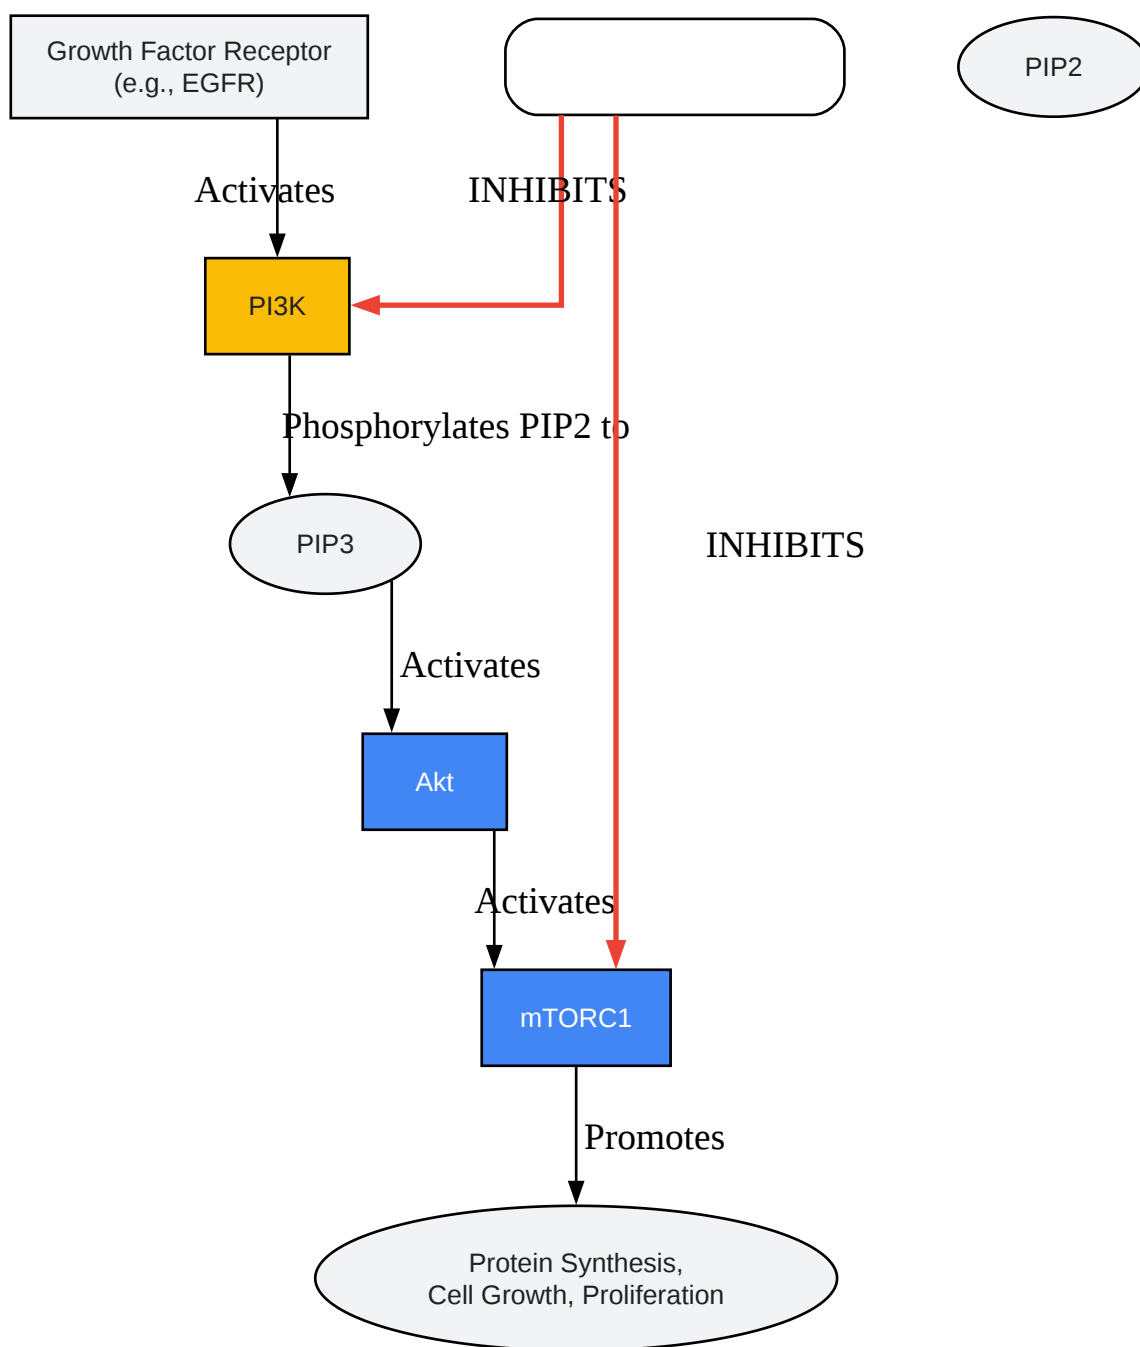 Growth Factor Receptor
(e.g., EGFR)
PIP2
Activates
INHIBITS
PI3K
Phosphorylates PIP2 to
PIP3
INHIBITS
Activates
Akt
Activates
mTORC1
Promotes
Protein Synthesis,
Cell Growth, Proliferation